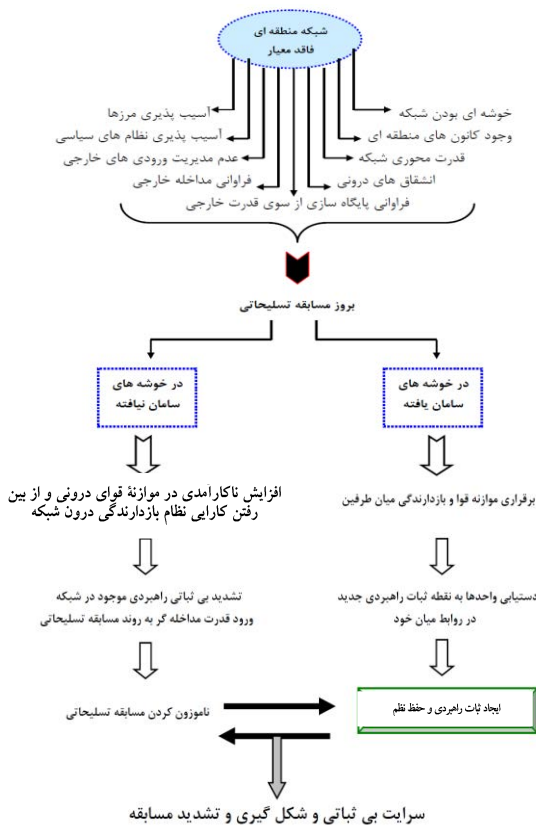 شبکه منطقه ای
فاقد معیار
خوشه ای بودن شبکه
آسیب پذیری مرزها
وجود کانون های منطقه ای
آسیب پذیری نظام های سیاسی
قدرت محوری شبکه
عدم مدیریت ورودی های خارجی
انشقاق های درونی
فراوانی مداخله خارجی
فراوانی پایگاه سازی از سوی قدرت خارجی
بروز مسابقه تسلیحاتی
در خوشه های
سامان یافته
در خوشه های
سامان نیافته
برقراری موازنه قوا و بازدارندگی میان طرفین
افزایش ناکارآمدی در موازنۀ قوای درونی و از بین
رفتن کارایی نظام بازدارندگی درون شبکه
دستیابی واحدها به نقطه ثبات راهبردی جدید
در روابط میان خود
تشدید بی ثباتی راهبردی موجود در شبکه
ورود قدرت مداخله گر به روند مسابقه تسلیحاتی
ایجاد ثبات راهبردی و حفظ نظم
ناموزون کردن مسابقه تسلیحاتی
سرایت بی ثباتی و شکل گیری و تشدید مسابقه